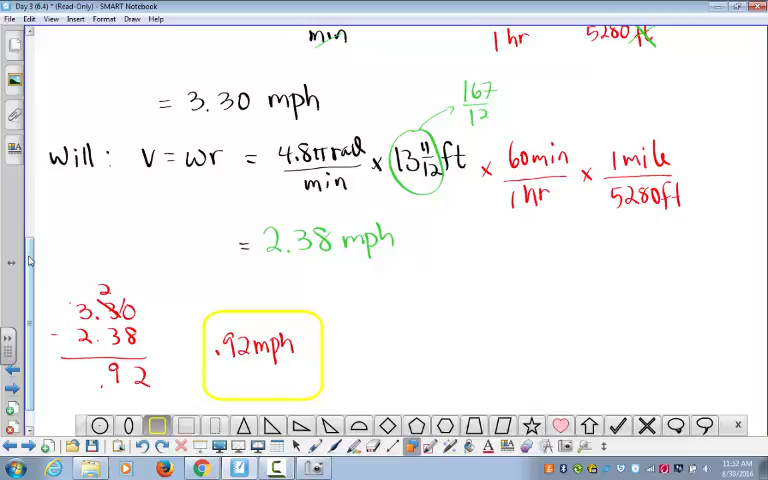 Day 3 (6.4) * (Read-Only) - SMART Notebook
File Edit View Insert Format Draw Help
min 1 hr 5280 ft
= 3.30 mph
167/12
Will: V = ωr = 4.8π rad/min × 13 11/12 ft × 60 min/1 hr × 1 mile/5280 ft
= 2.38 mph
2
3.30
- 2.38
.92
.92 mph
11:52 AM
8/30/2016